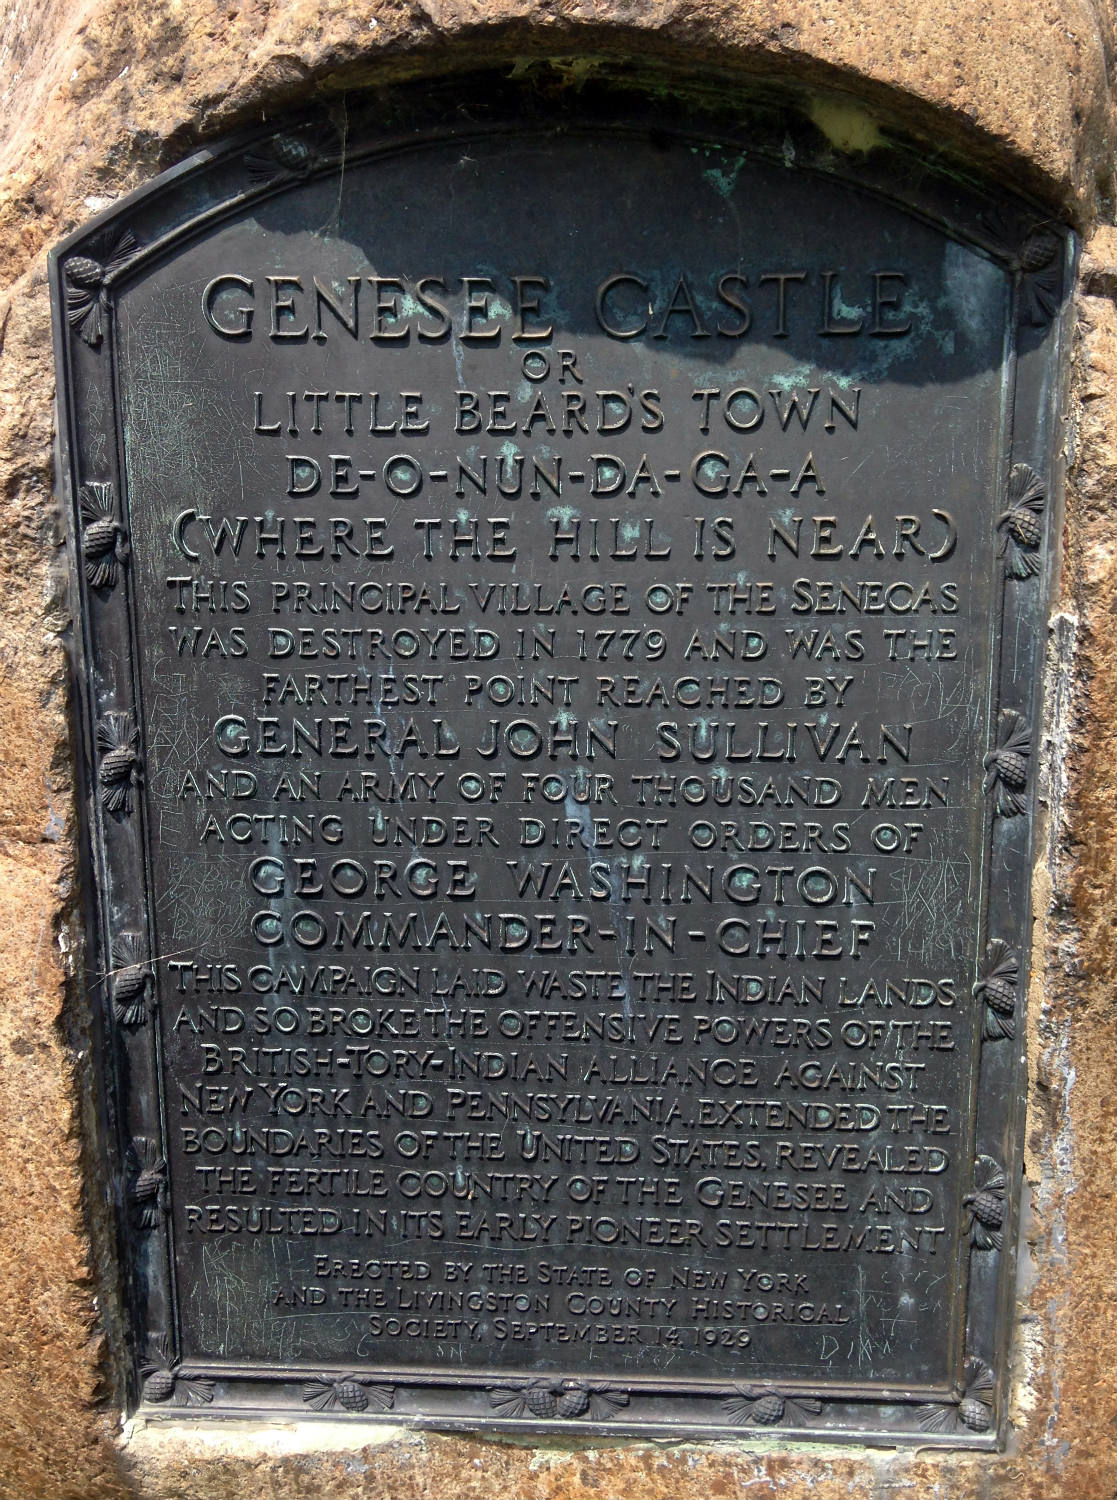 GENESEE CASTLE
OR
LITTLE BEARD'S TOWN
DE-O-NUN-DA-GA-A
(WHERE THE HILL IS NEAR)
THIS PRINCIPAL VILLAGE OF THE SENECAS
WAS DESTROYED IN 1779 AND WAS THE
FARTHEST POINT REACHED BY
GENERAL JOHN SULLIVAN
AND AN ARMY OF FOUR THOUSAND MEN
ACTING UNDER DIRECT ORDERS OF
GEORGE WASHINGTON
COMMANDER-IN-CHIEF
THIS CAMPAIGN LAID WASTE THE INDIAN LANDS
AND SO BROKE THE OFFENSIVE POWERS OF THE
BRITISH-TORY-INDIAN ALLIANCE AGAINST
NEW YORK AND PENNSYLVANIA, EXTENDED THE
BOUNDARIES OF THE UNITED STATES, REVEALED
THE FERTILE COUNTRY OF THE GENESEE AND
RESULTED IN ITS EARLY PIONEER SETTLEMENT
ERECTED BY THE STATE OF NEW YORK
AND THE LIVINGSTON COUNTY HISTORICAL
SOCIETY, SEPTEMBER 14, 1929